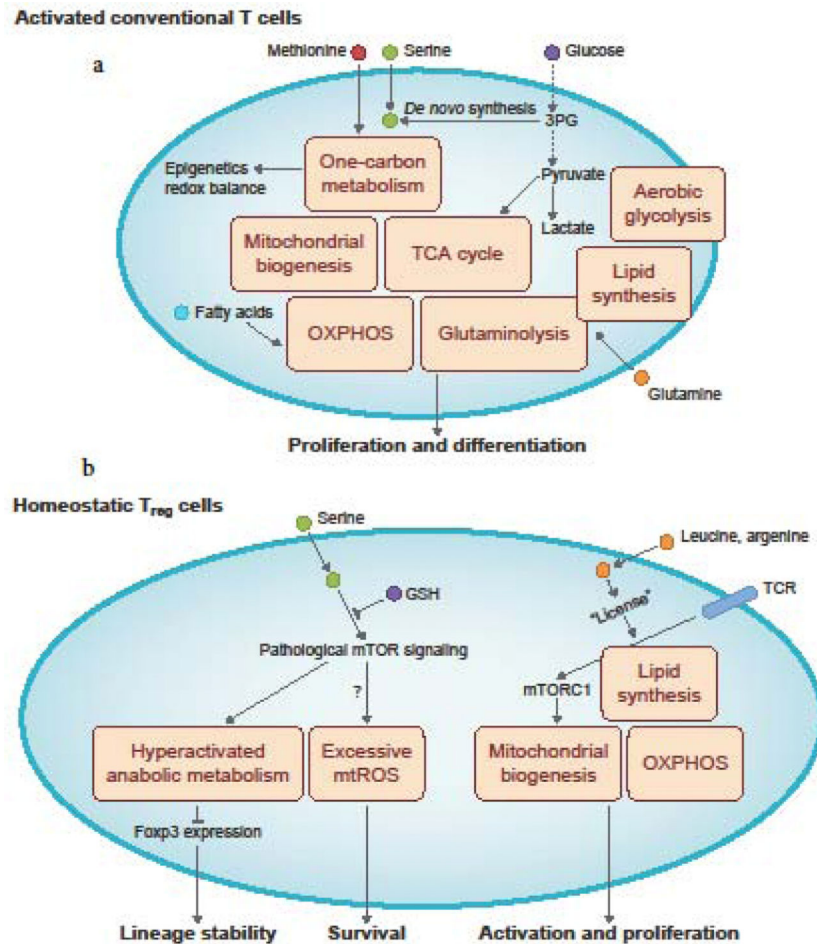 Activated conventional T cells
a
Methionine
Serine
Glucose
De novo synthesis
3PG
Epigenetics
redox balance
One-carbon
metabolism
Pyruvate
Lactate
Aerobic
glycolysis
Mitochondrial
biogenesis
TCA cycle
Lipid
synthesis
Fatty acids
OXPHOS
Glutaminolysis
Glutamine
Proliferation and differentiation
b
Homeostatic Treg cells
Serine
Leucine, argenine
GSH
TCR
"License"
Pathological mTOR signaling
?
mTORC1
Lipid
synthesis
Hyperactivated
anabolic metabolism
Excessive
mtROS
Mitochondrial
biogenesis
OXPHOS
Foxp3 expression
Lineage stability
Survival
Activation and proliferation